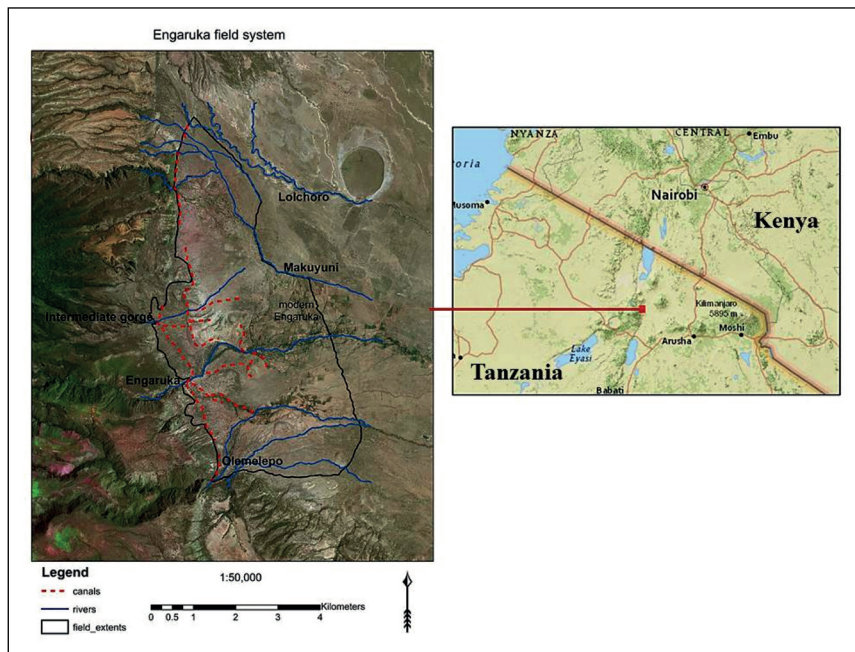 Engaruka field system
Lolchoro
Makuyuni
modern
Engaruka
Intermediate gorge
Engaruka
Olemelepo
Legend
canals
rivers
field_extents
1:50,000
0 0.5 1 2 3 4
Kilometers
NYANZA
CENTRAL
Embu
toria
Nairobi
Musoma
Kenya
Kilimanjaro
5895 m
Moshi
Arusha
Lake
Eyasi
Tanzania
Babati